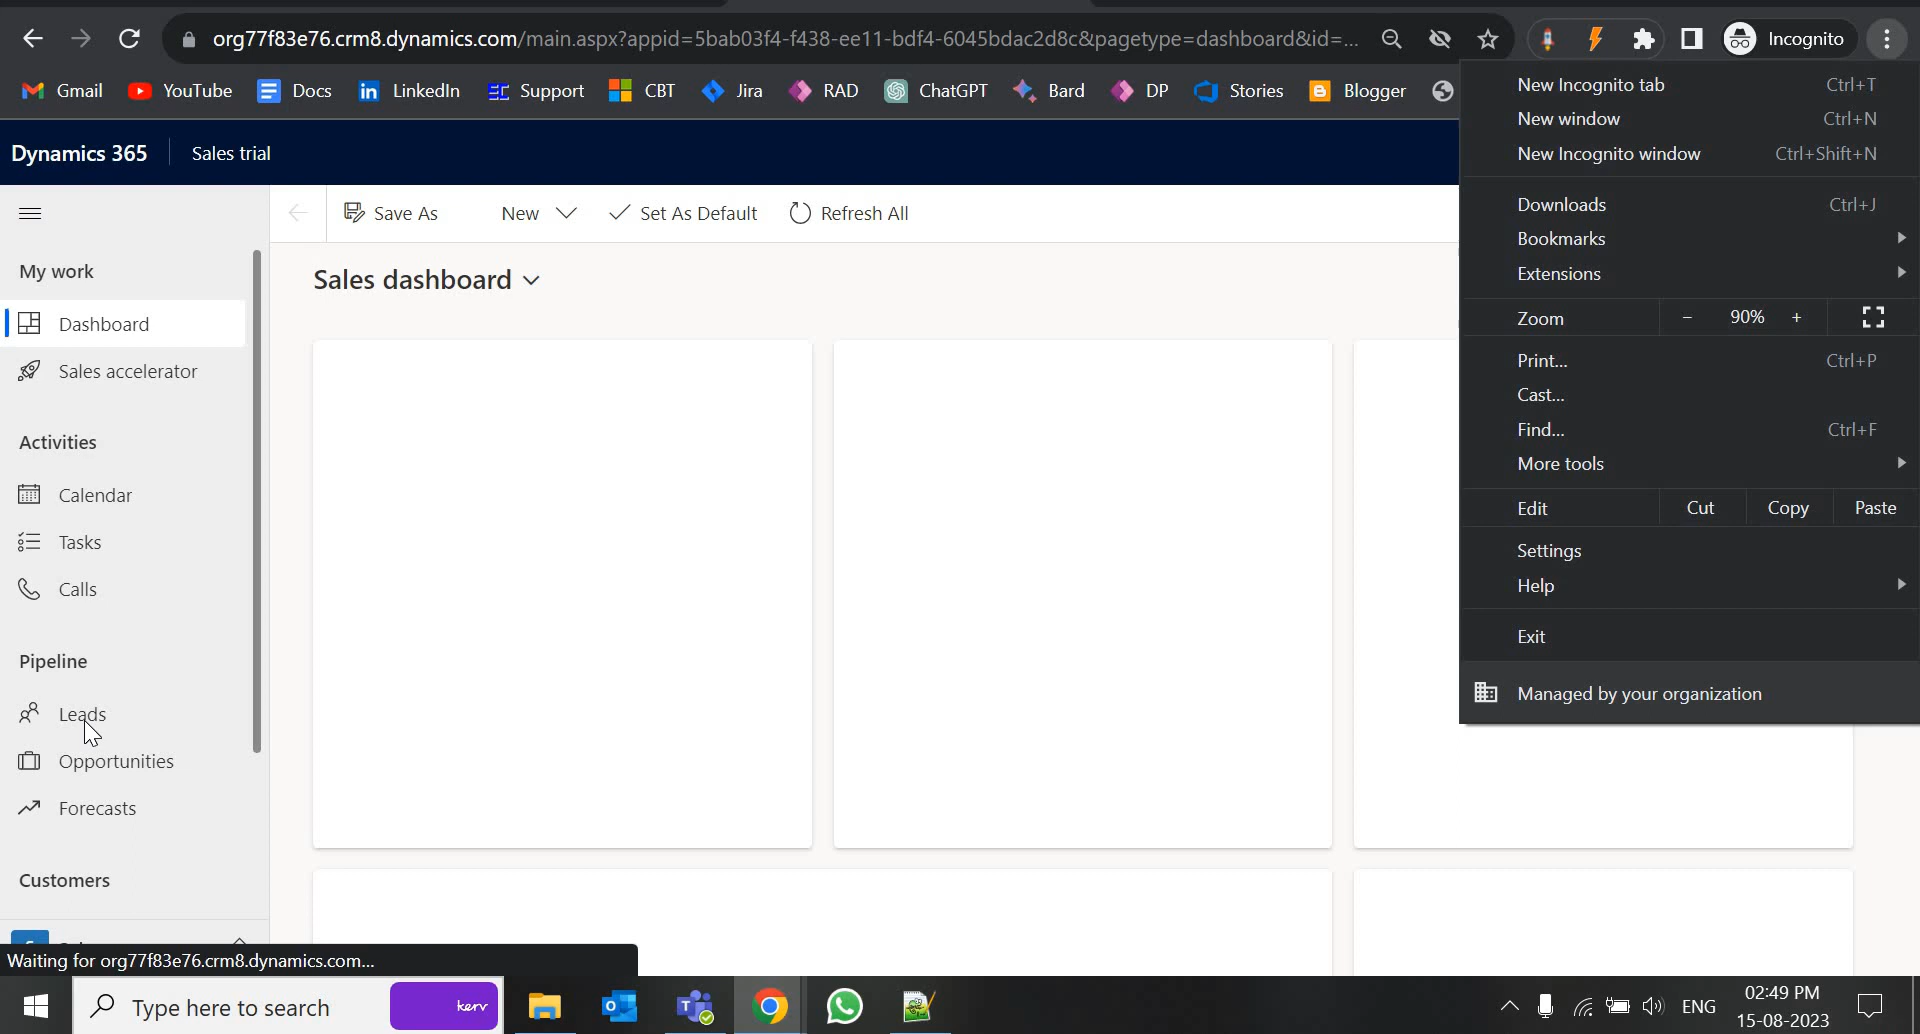 org77f83e76.crm8.dynamics.com/main.aspx?appid=5bab03f4-f438-ee11-bdf4-6045bdac2d8c&pagetype=dashboard&id=...
Incognito
Gmail YouTube Docs LinkedIn Support CBT Jira RAD ChatGPT Bard DP Stories Blogger
Dynamics 365 Sales trial
Save As New Set As Default Refresh All
Sales dashboard
My work
Dashboard
Sales accelerator
Activities
Calendar
Tasks
Calls
Pipeline
Leads
Opportunities
Forecasts
Customers
New Incognito tab Ctrl+T
New window Ctrl+N
New Incognito window Ctrl+Shift+N
Downloads Ctrl+J
Bookmarks
Extensions
Zoom - 90% +
Print... Ctrl+P
Cast...
Find... Ctrl+F
More tools
Edit Cut Copy Paste
Settings
Help
Exit
Managed by your organization
Waiting for org77f83e76.crm8.dynamics.com...
Type here to search
kerv
ENG
02:49 PM
15-08-2023